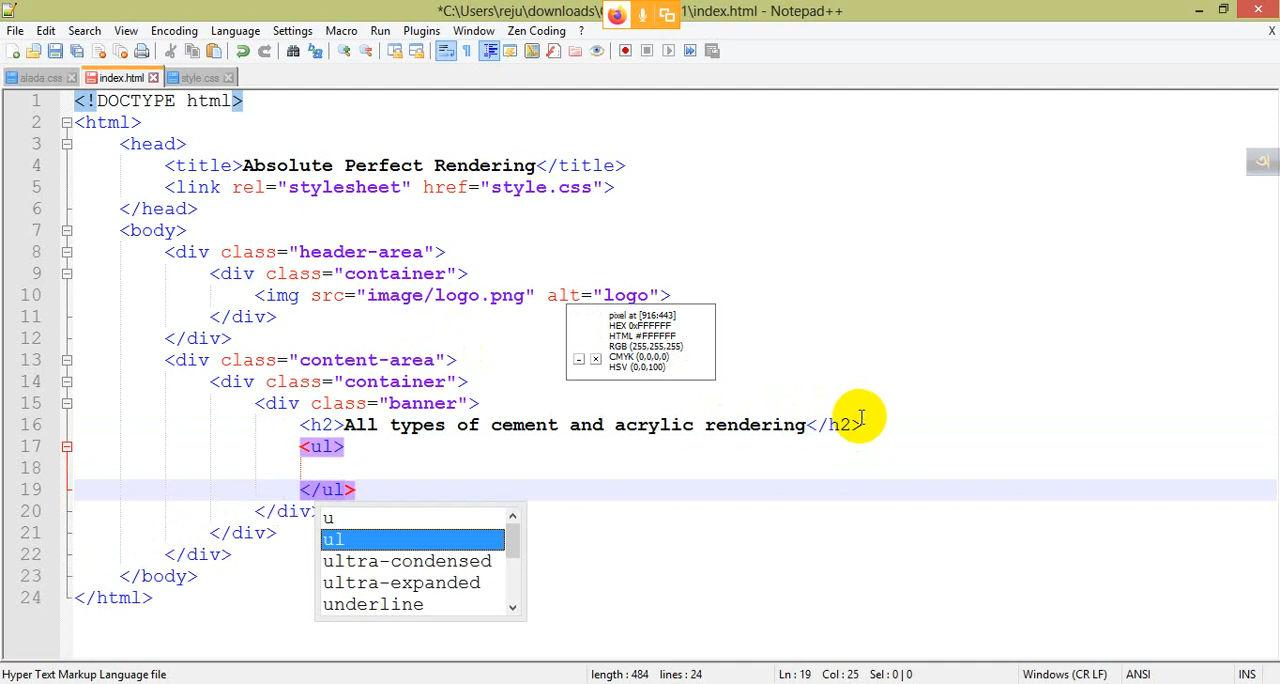 *C:\Users\reju\downloads\ 1\index.html - Notepad++
File Edit Search View Encoding Language Settings Macro Run Plugins Window Zen Coding ? X
alada.css index.html style.css
1 <!DOCTYPE html>
2 <html>
3 <head>
4 <title>Absolute Perfect Rendering</title>
5 <link rel="stylesheet" href="style.css">
6 </head>
7 <body>
8 <div class="header-area">
9 <div class="container">
10 <img src="image/logo.png" alt="logo">
11 </div>
12 </div>
13 <div class="content-area">
14 <div class="container">
15 <div class="banner">
16 <h2>All types of cement and acrylic rendering</h2>
17 <ul>
18
19 </ul>
20 </div>
21 </div>
22 </div>
23 </body>
24 </html>
pixel at [916:443]
HEX 0xFFFFFF
HTML #FFFFFF
RGB (255,255,255)
CMYK (0,0,0,0)
HSV (0,0,100)
u
ul
ultra-condensed
ultra-expanded
underline
Hyper Text Markup Language file length : 484 lines : 24 Ln : 19 Col : 25 Sel : 0 | 0 Windows (CR LF) ANSI INS